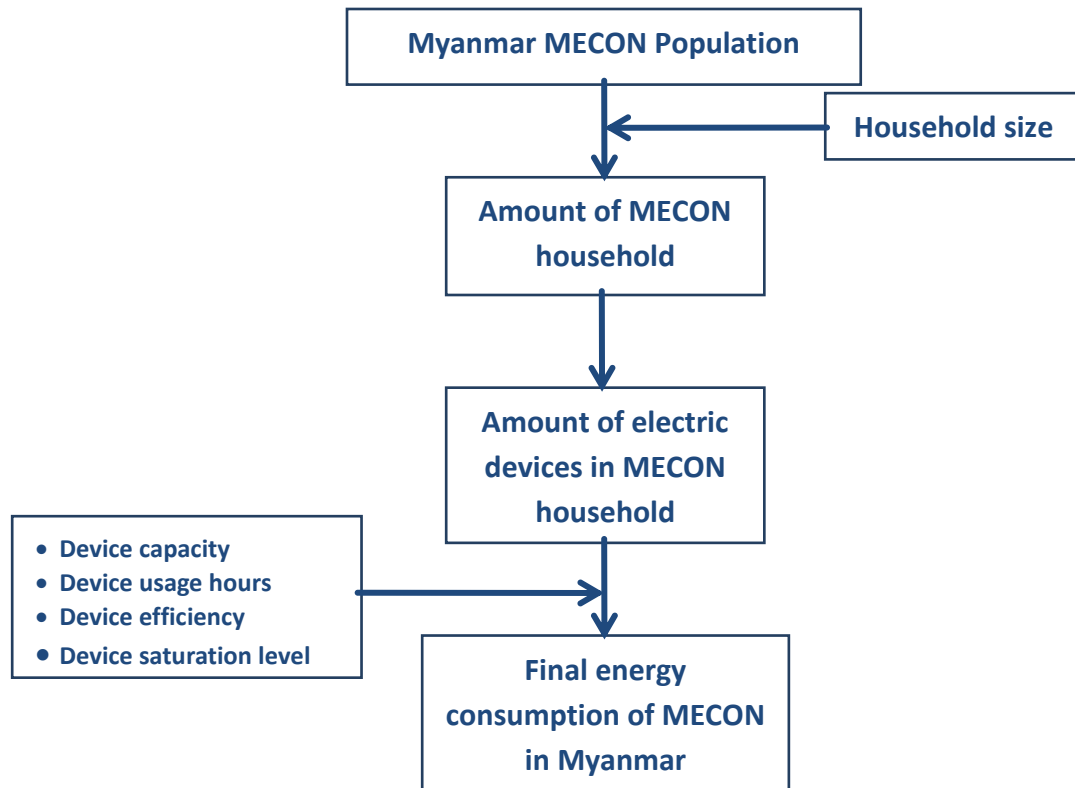 Myanmar MECON Population
Household size
Amount of MECON
household
Amount of electric
devices in MECON
household
• Device capacity
• Device usage hours
• Device efficiency
• Device saturation level
Final energy
consumption of MECON
in Myanmar